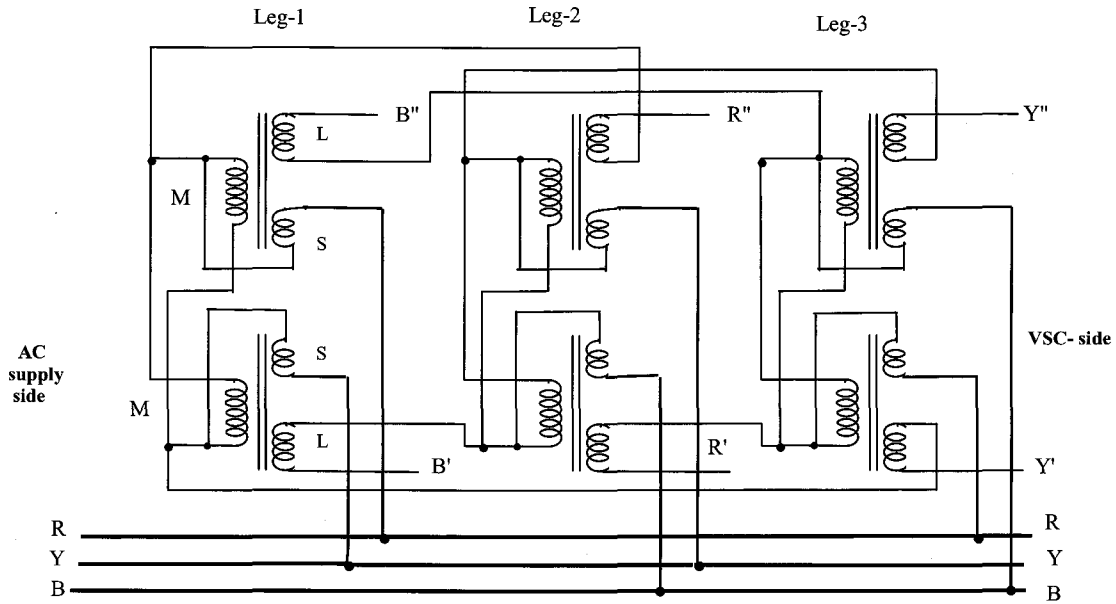 Leg-1
Leg-2
Leg-3
B"
R"
Y"
L
M
S
S
AC
supply
side
VSC- side
M
L
B'
R'
Y'
R
R
Y
Y
B
B